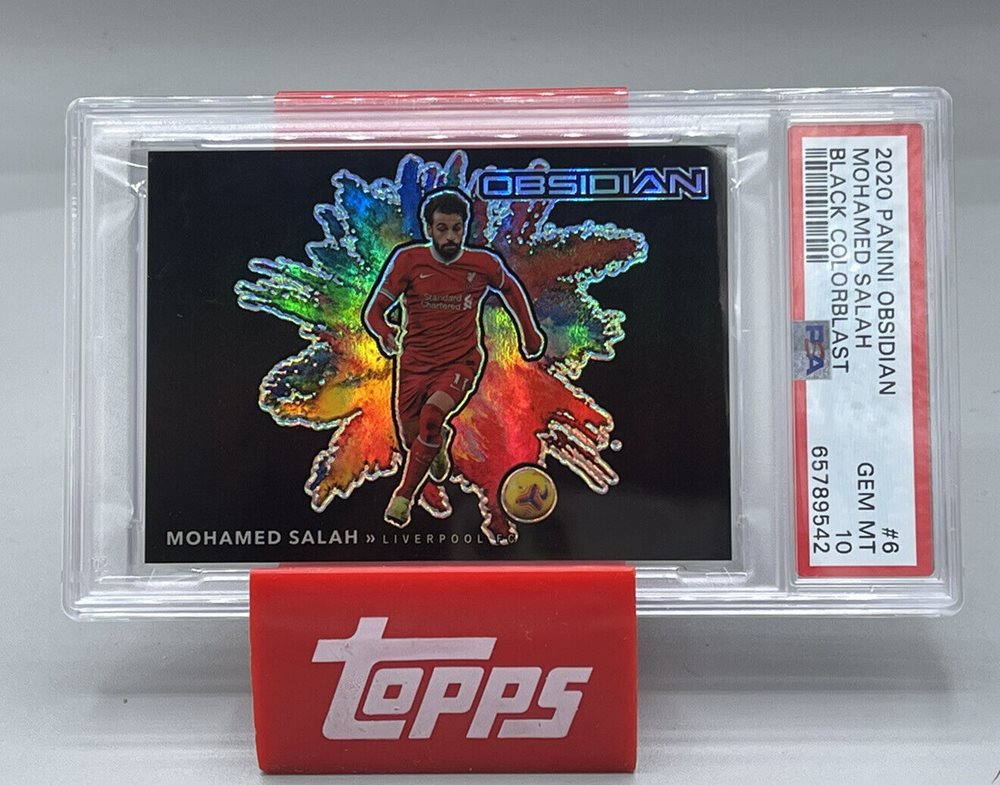 OBSIDIAN
Standard
Chartered
11
MOHAMED SALAH » LIVERPOOL FC
2020 PANINI OBSIDIAN
MOHAMED SALAH
BLACK COLORBLAST
PSA
#6
GEM MT
10
65789542
topps